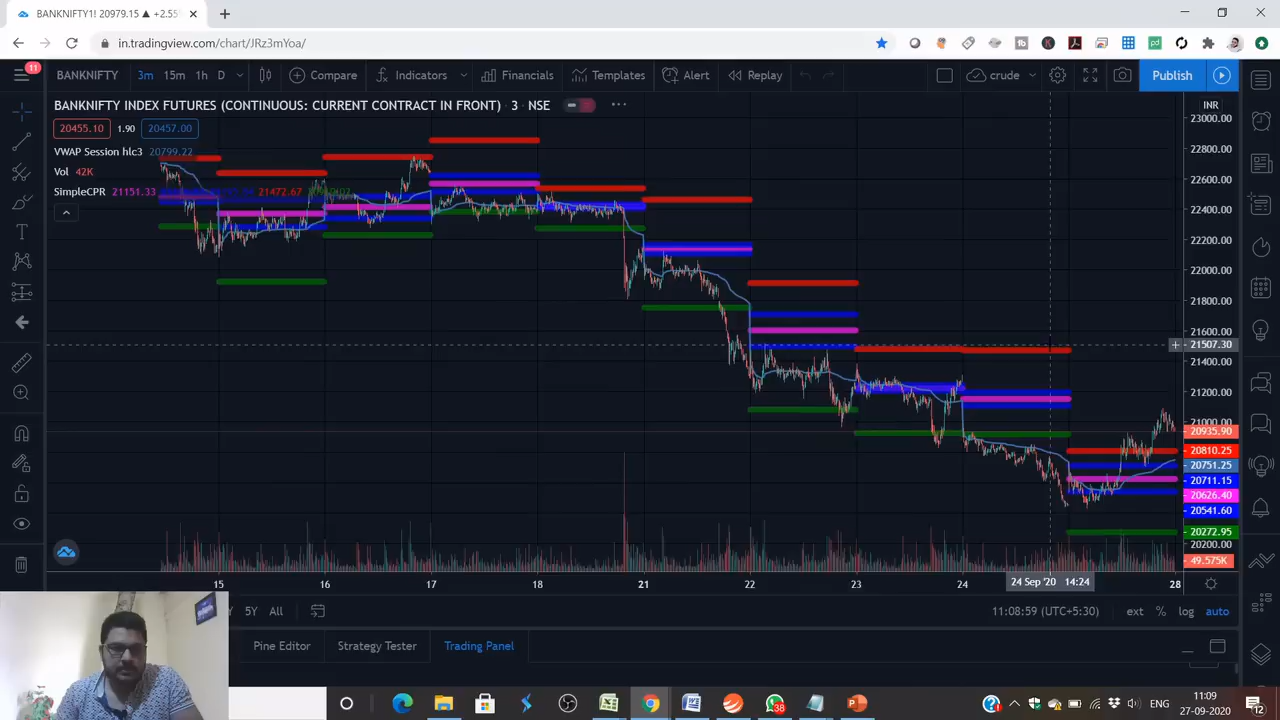 BANKNIFTY1! 20979.15 ▲ +2.55%
in.tradingview.com/chart/JRz3mYoa/
11
BANKNIFTY 3m 15m 1h D Compare Indicators Financials Templates Alert Replay crude Publish
BANKNIFTY INDEX FUTURES (CONTINUOUS: CURRENT CONTRACT IN FRONT) · 3 · NSE
INR
20455.10 1.90 20457.00
VWAP Session hlc3 20799.22
Vol 42K
SimpleCPR 21151.33 21472.67
23000.00
22800.00
22600.00
22400.00
22200.00
22000.00
21800.00
21600.00
21507.30
21400.00
21200.00
21000.00
20935.90
20810.25
20751.25
20711.15
20626.40
20541.60
20272.95
20200.00
49.575K
15 16 17 18 21 22 23 24 24 Sep '20 14:24 28
5Y All 11:08:59 (UTC+5:30) ext % log auto
Pine Editor Strategy Tester Trading Panel
38 ENG 11:09
27-09-2020 12